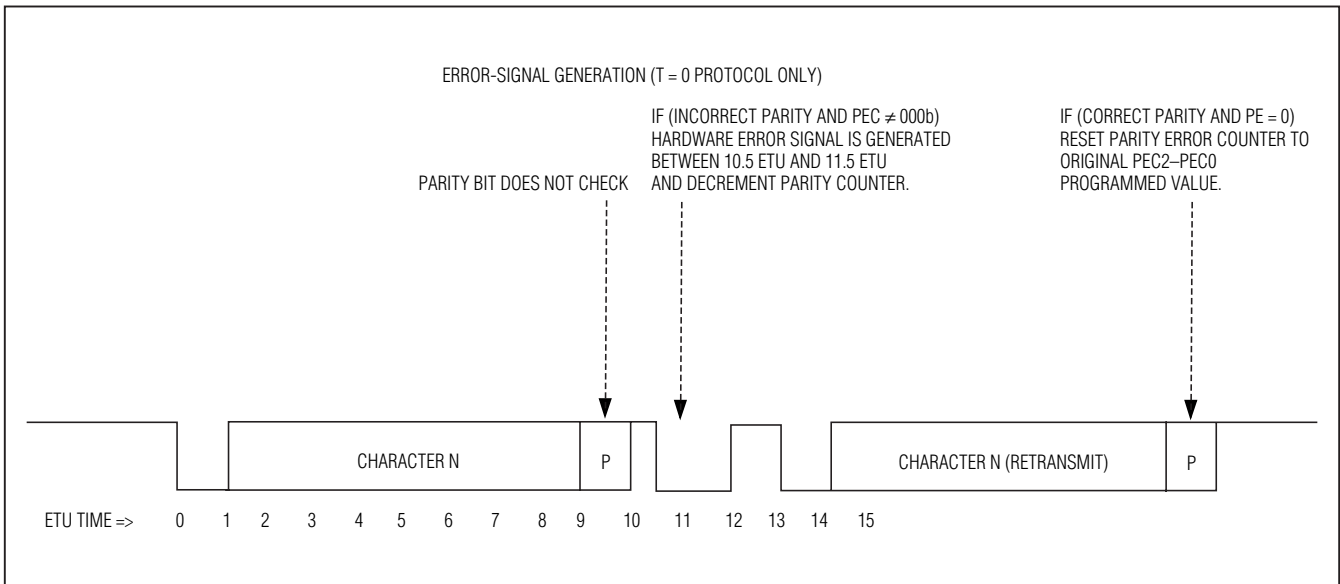 ERROR-SIGNAL GENERATION (T = 0 PROTOCOL ONLY)
PARITY BIT DOES NOT CHECK
IF (INCORRECT PARITY AND PEC ≠ 000b)
HARDWARE ERROR SIGNAL IS GENERATED
BETWEEN 10.5 ETU AND 11.5 ETU
AND DECREMENT PARITY COUNTER.
IF (CORRECT PARITY AND PE = 0)
RESET PARITY ERROR COUNTER TO
ORIGINAL PEC2–PEC0
PROGRAMMED VALUE.
CHARACTER N P CHARACTER N (RETRANSMIT) P
ETU TIME => 0 1 2 3 4 5 6 7 8 9 10 11 12 13 14 15